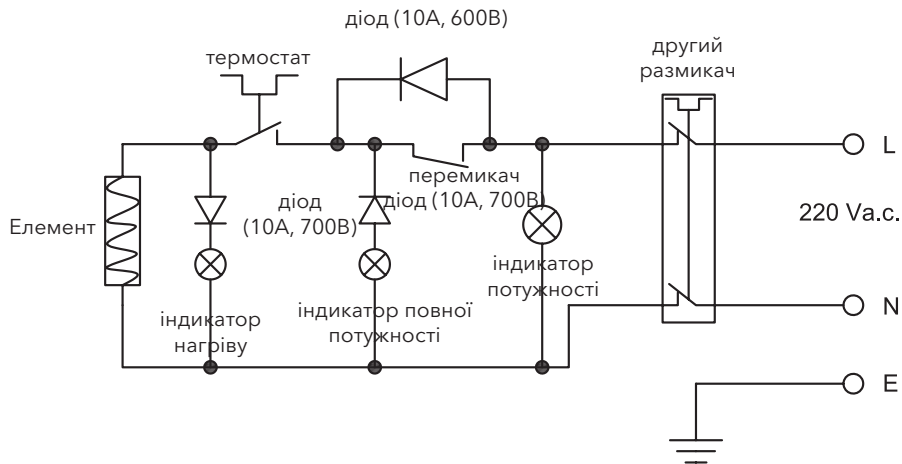 діод (10А, 600В)
термостат
другий
размикач
L
перемикач
діод (10А, 700В)
діод
(10А, 700В)
220 Va.c.
Елемент
індикатор
потужності
індикатор
нагріву
індикатор повної
потужності
N
E